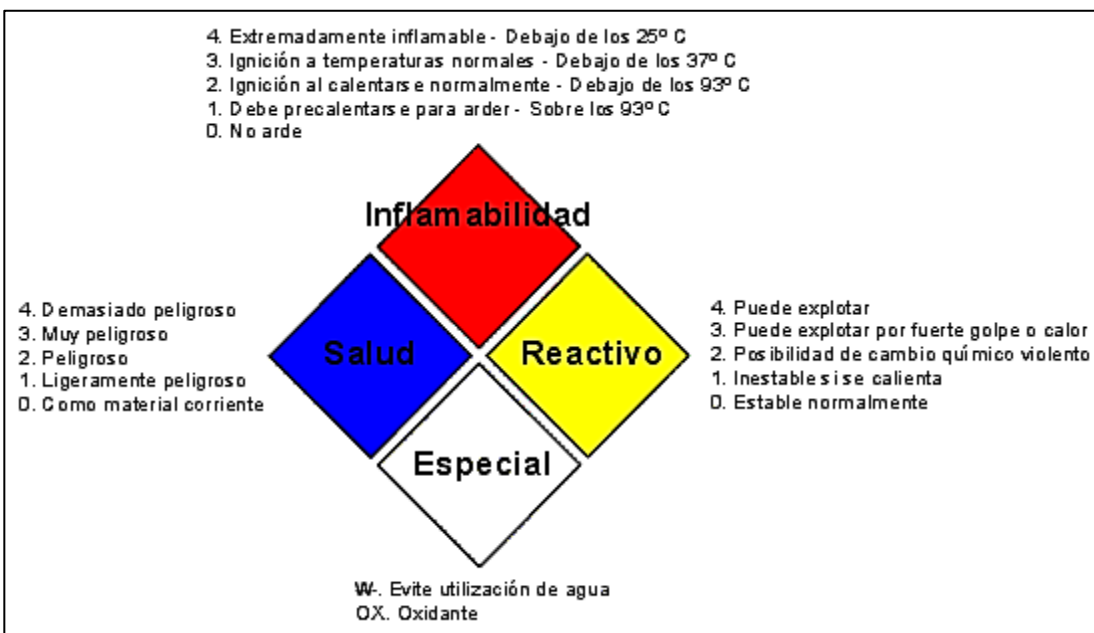 4. Extremadamente inflamable - Debajo de los 25º C
3. Ignición a temperaturas normales - Debajo de los 37º C
2. Ignición al calentarse normalmente - Debajo de los 93º C
1. Debe precalentarse para arder - Sobre los 93º C
0. No arde
Inflamabilidad
4. Demasiado peligroso
3. Muy peligroso
2. Peligroso
1. Ligeramente peligroso
0. Como material corriente
Salud
Reactivo
4. Puede explotar
3. Puede explotar por fuerte golpe o calor
2. Posibilidad de cambio químico violento
1. Inestable si se calienta
0. Estable normalmente
Especial
W-. Evite utilización de agua
OX. Oxidante